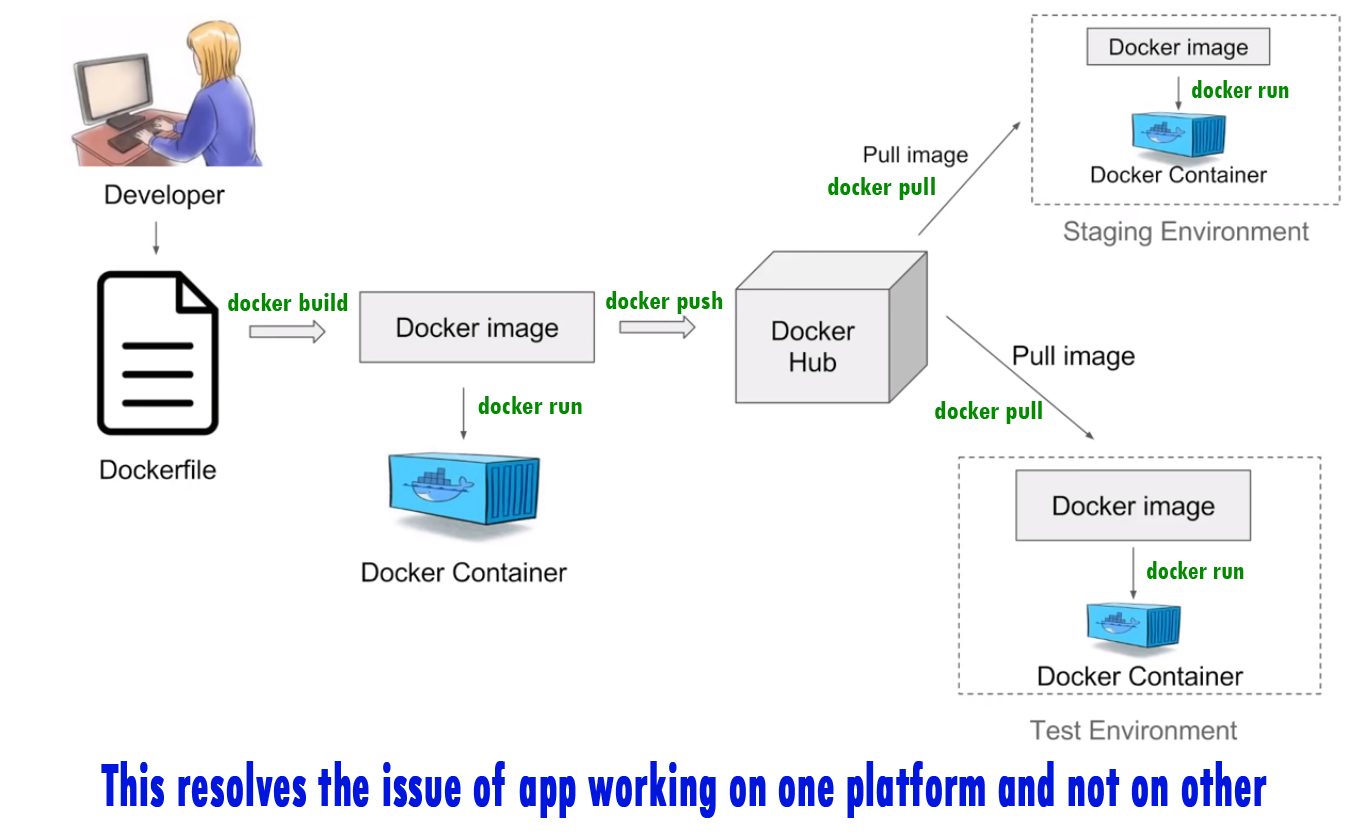 Developer
Dockerfile
docker build
Docker image
docker run
Docker Container
docker push
Docker
Hub
Pull image
docker pull
Docker image
docker run
Docker Container
Staging Environment
Pull image
docker pull
Docker image
docker run
Docker Container
Test Environment
This resolves the issue of app working on one platform and not on other